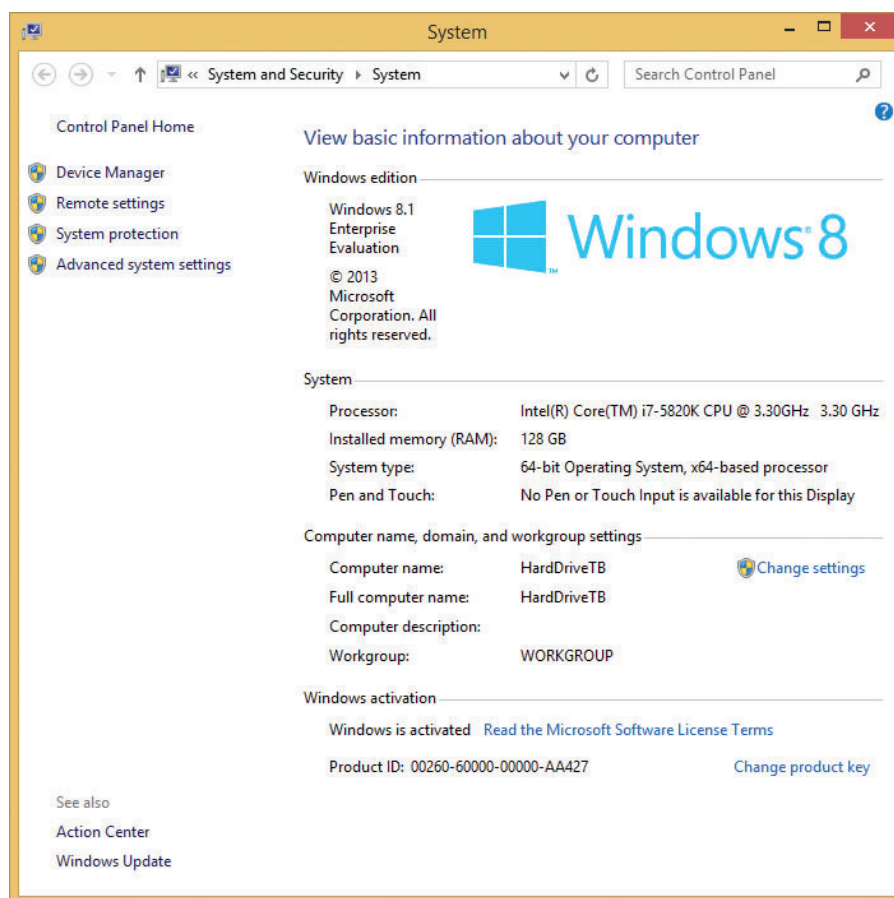 System
« System and Security System
Search Control Panel
Control Panel Home
Device Manager
Remote settings
System protection
Advanced system settings
View basic information about your computer
Windows edition
Windows 8.1
Enterprise
Evaluation
© 2013
Microsoft
Corporation. All
rights reserved.
Windows® 8
™
System
Processor: Intel(R) Core(TM) i7-5820K CPU @ 3.30GHz 3.30 GHz
Installed memory (RAM): 128 GB
System type: 64-bit Operating System, x64-based processor
Pen and Touch: No Pen or Touch Input is available for this Display
Computer name, domain, and workgroup settings
Computer name: HardDriveTB Change settings
Full computer name: HardDriveTB
Computer description:
Workgroup: WORKGROUP
Windows activation
Windows is activated Read the Microsoft Software License Terms
Product ID: 00260-60000-00000-AA427 Change product key
See also
Action Center
Windows Update